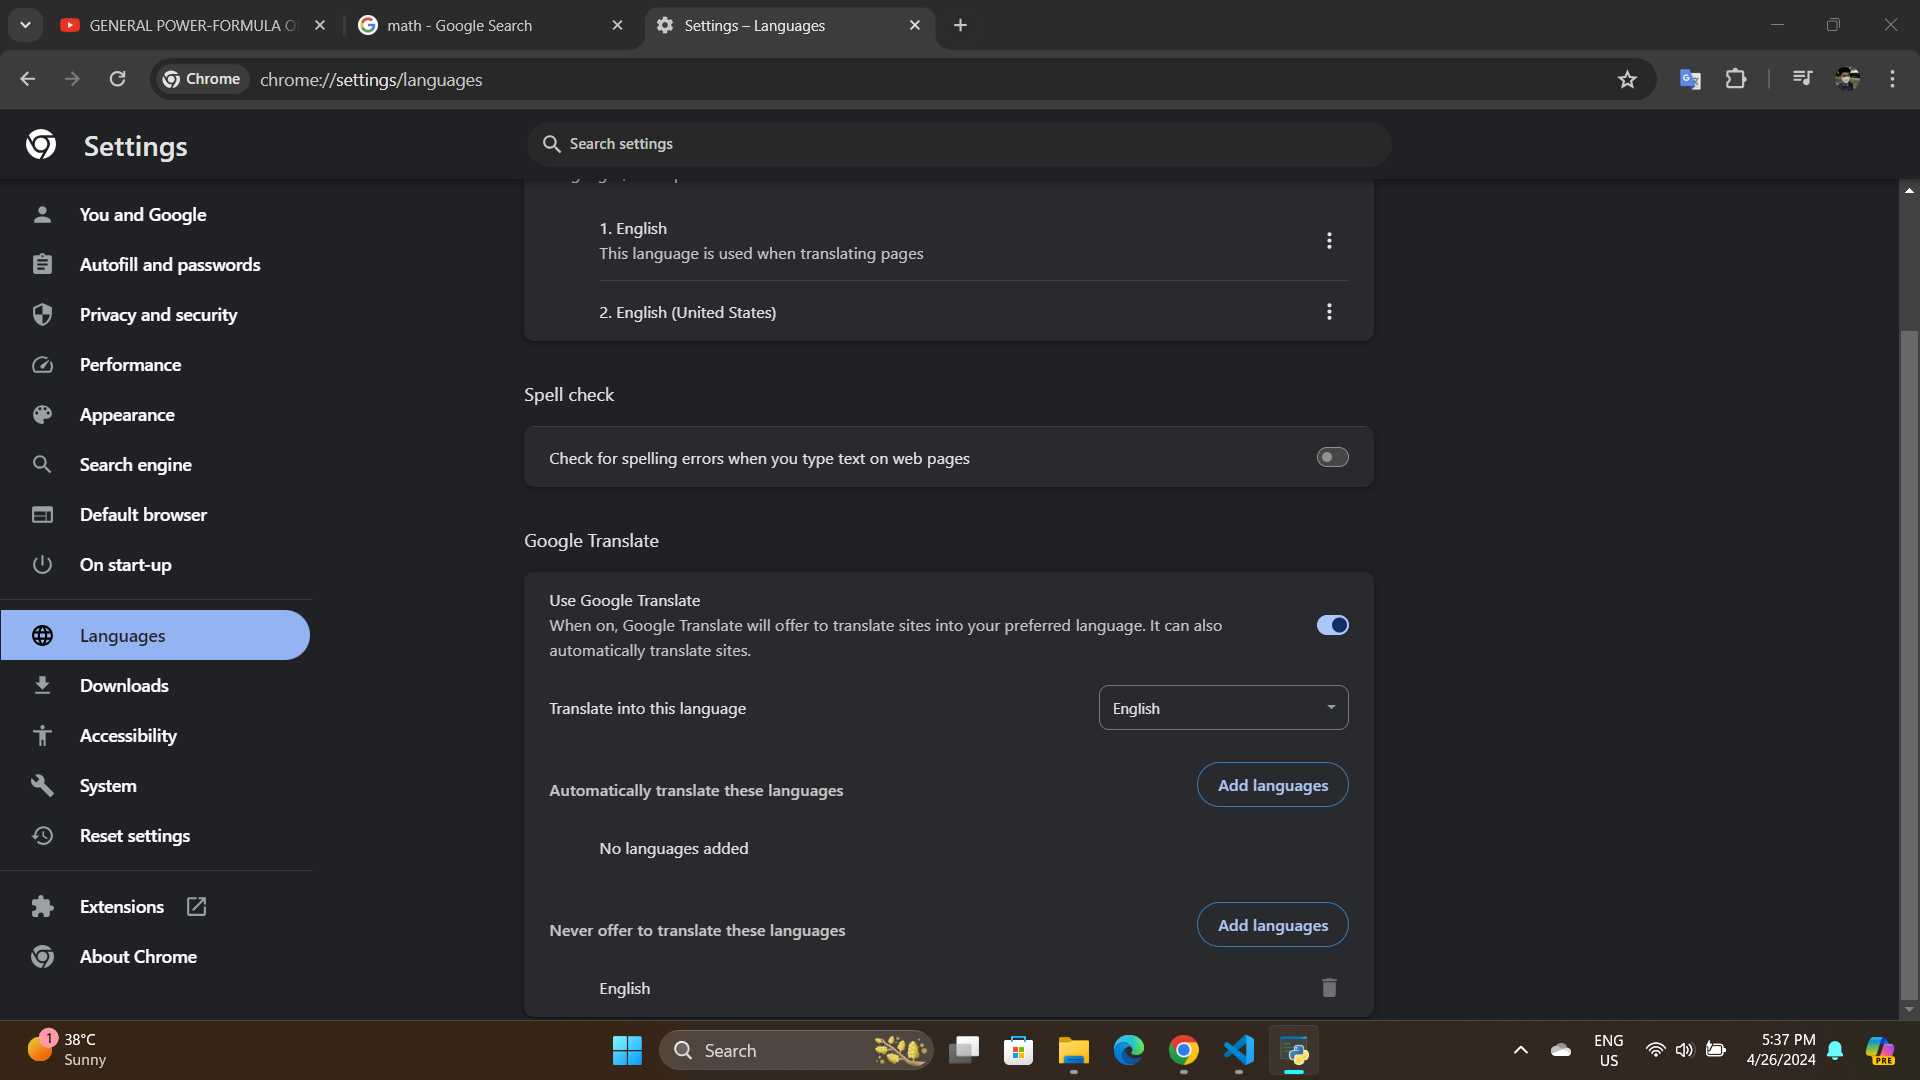 GENERAL POWER-FORMULA O
math - Google Search
Settings – Languages
Chrome
chrome://settings/languages
Settings
Search settings
You and Google
Autofill and passwords
Privacy and security
Performance
Appearance
Search engine
Default browser
On start-up
Languages
Downloads
Accessibility
System
Reset settings
Extensions
About Chrome
1. English
This language is used when translating pages
2. English (United States)
Spell check
Check for spelling errors when you type text on web pages
Google Translate
Use Google Translate
When on, Google Translate will offer to translate sites into your preferred language. It can also
automatically translate sites.
Translate into this language
English
Automatically translate these languages
Add languages
No languages added
Never offer to translate these languages
Add languages
English
1
38°C
Sunny
Search
ENG
US
5:37 PM
4/26/2024
PRE